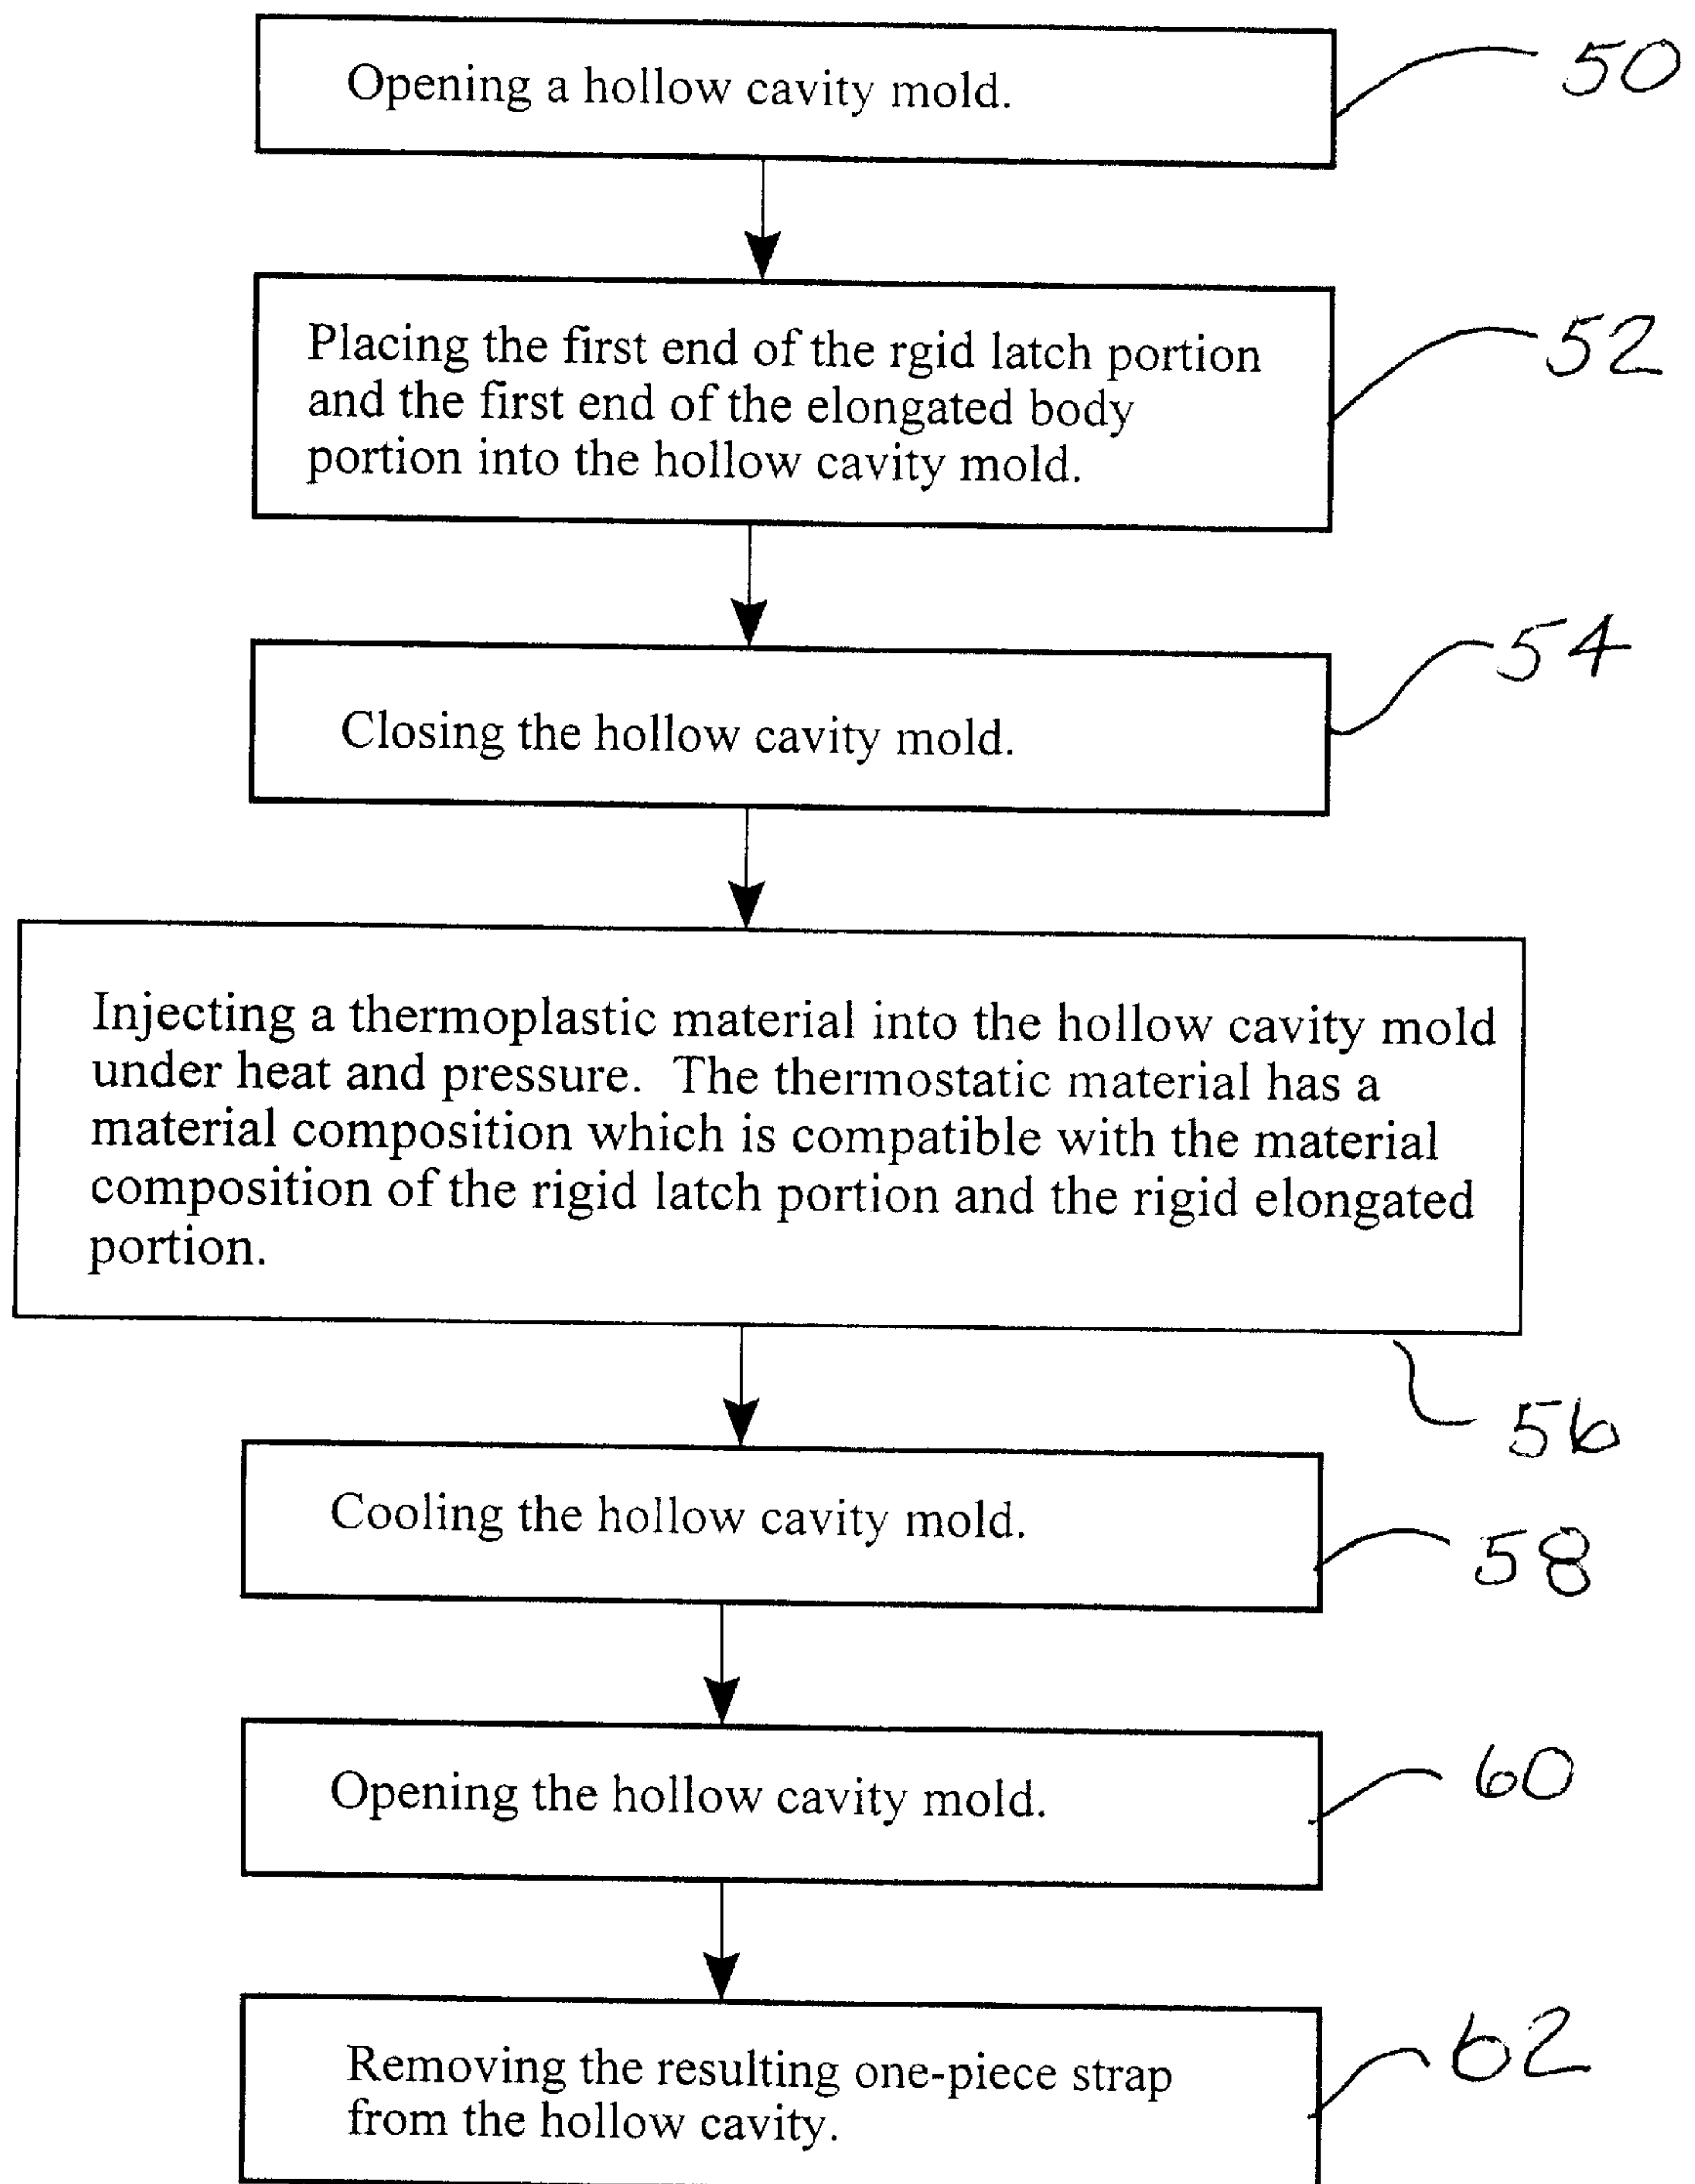 Opening a hollow cavity mold.
50
Placing the first end of the rgid latch portion
and the first end of the elongated body
portion into the hollow cavity mold.
52
Closing the hollow cavity mold.
54
Injecting a thermoplastic material into the hollow cavity mold
under heat and pressure. The thermostatic material has a
material composition which is compatible with the material
composition of the rigid latch portion and the rigid elongated
portion.
56
Cooling the hollow cavity mold.
58
Opening the hollow cavity mold.
60
Removing the resulting one-piece strap
from the hollow cavity.
62